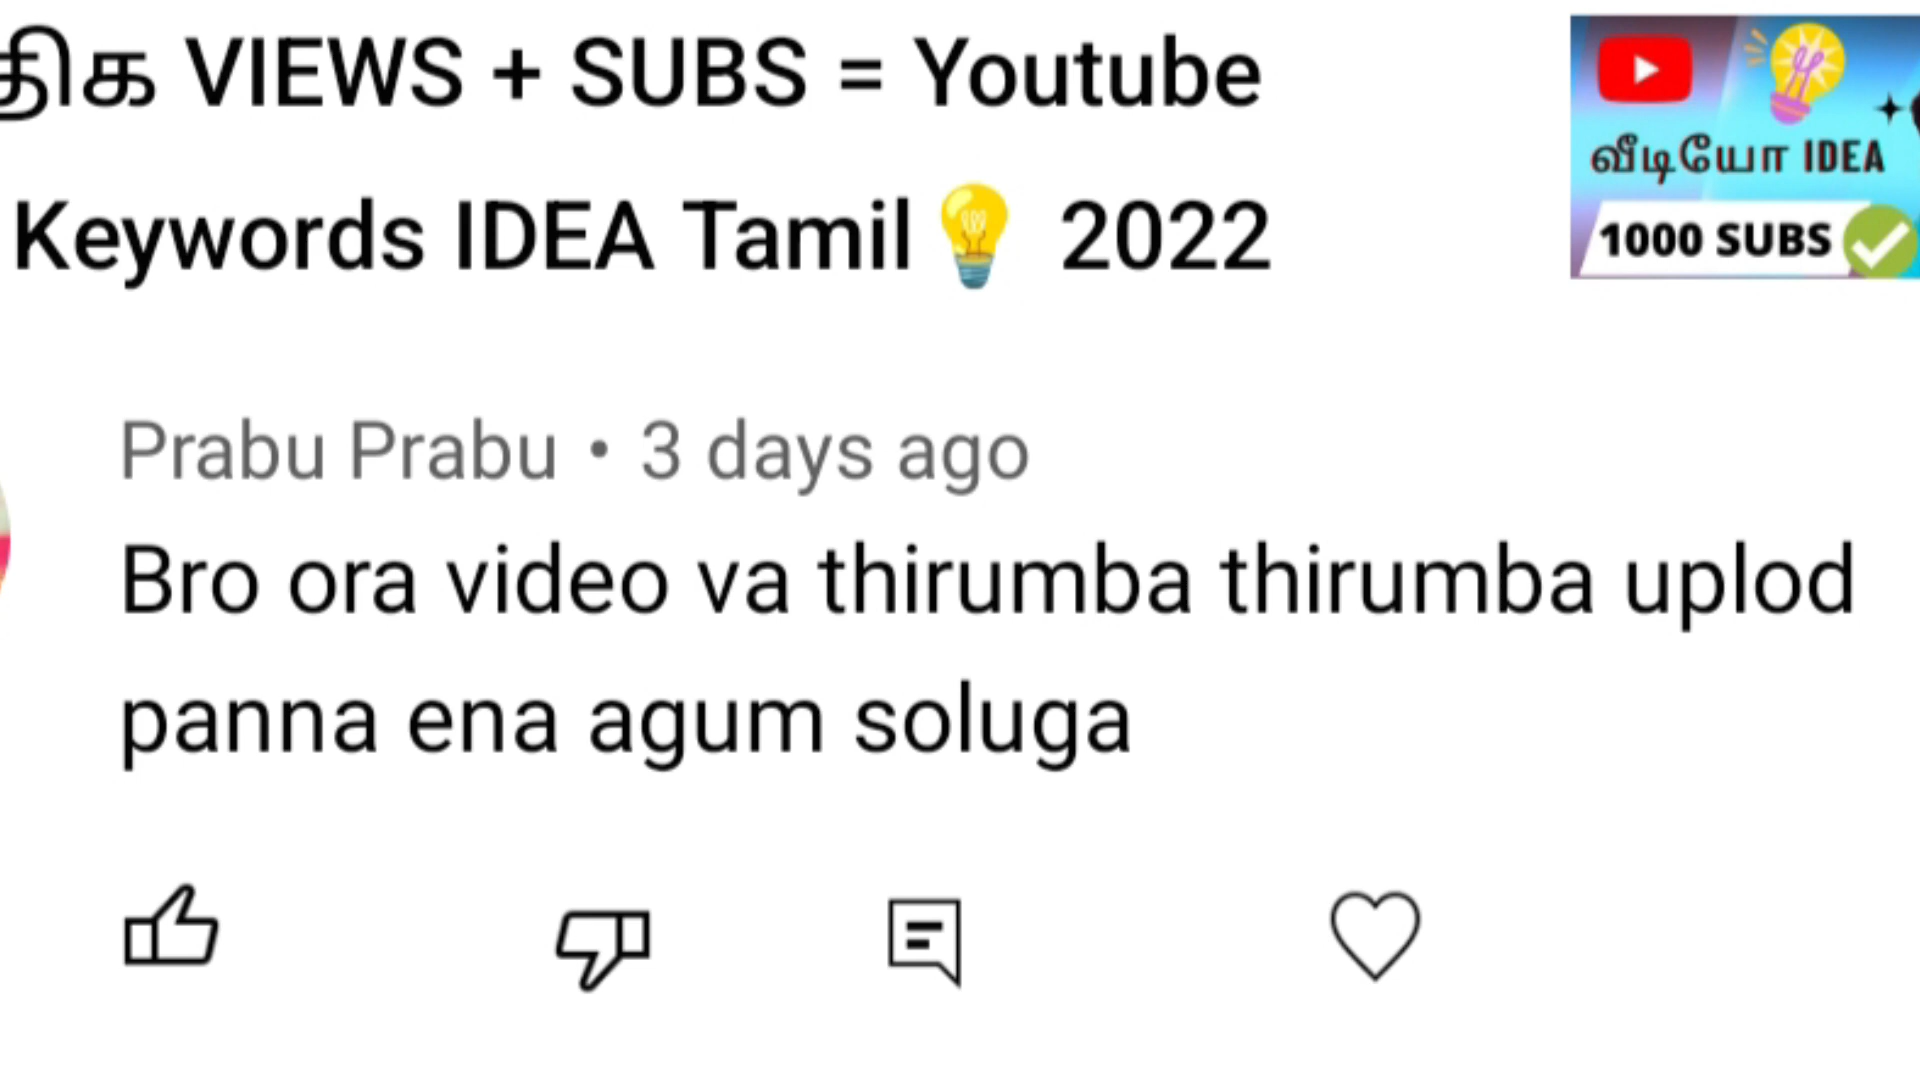 திக VIEWS + SUBS = Youtube
Keywords IDEA Tamil💡 2022
வீடியோ IDEA
1000 SUBS
Prabu Prabu • 3 days ago
Bro ora video va thirumba thirumba uplod
panna ena agum soluga